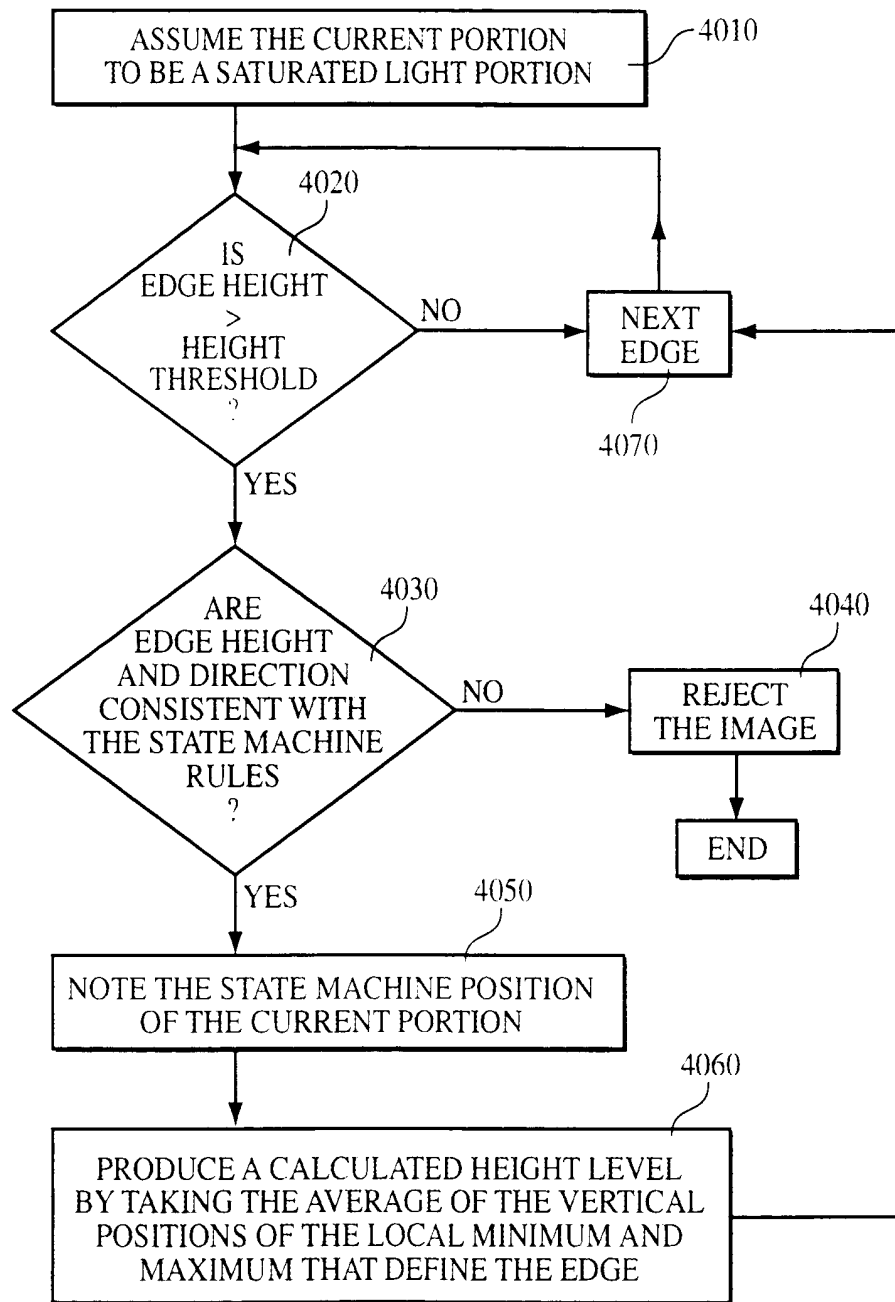 ASSUME THE CURRENT PORTION
TO BE A SATURATED LIGHT PORTION
4010
4020
IS
EDGE HEIGHT
>
HEIGHT
THRESHOLD
?
NO
NEXT
EDGE
4070
YES
4030
ARE
EDGE HEIGHT
AND DIRECTION
CONSISTENT WITH
THE STATE MACHINE
RULES
?
NO
4040
REJECT
THE IMAGE
END
YES
4050
NOTE THE STATE MACHINE POSITION
OF THE CURRENT PORTION
4060
PRODUCE A CALCULATED HEIGHT LEVEL
BY TAKING THE AVERAGE OF THE VERTICAL
POSITIONS OF THE LOCAL MINIMUM AND
MAXIMUM THAT DEFINE THE EDGE